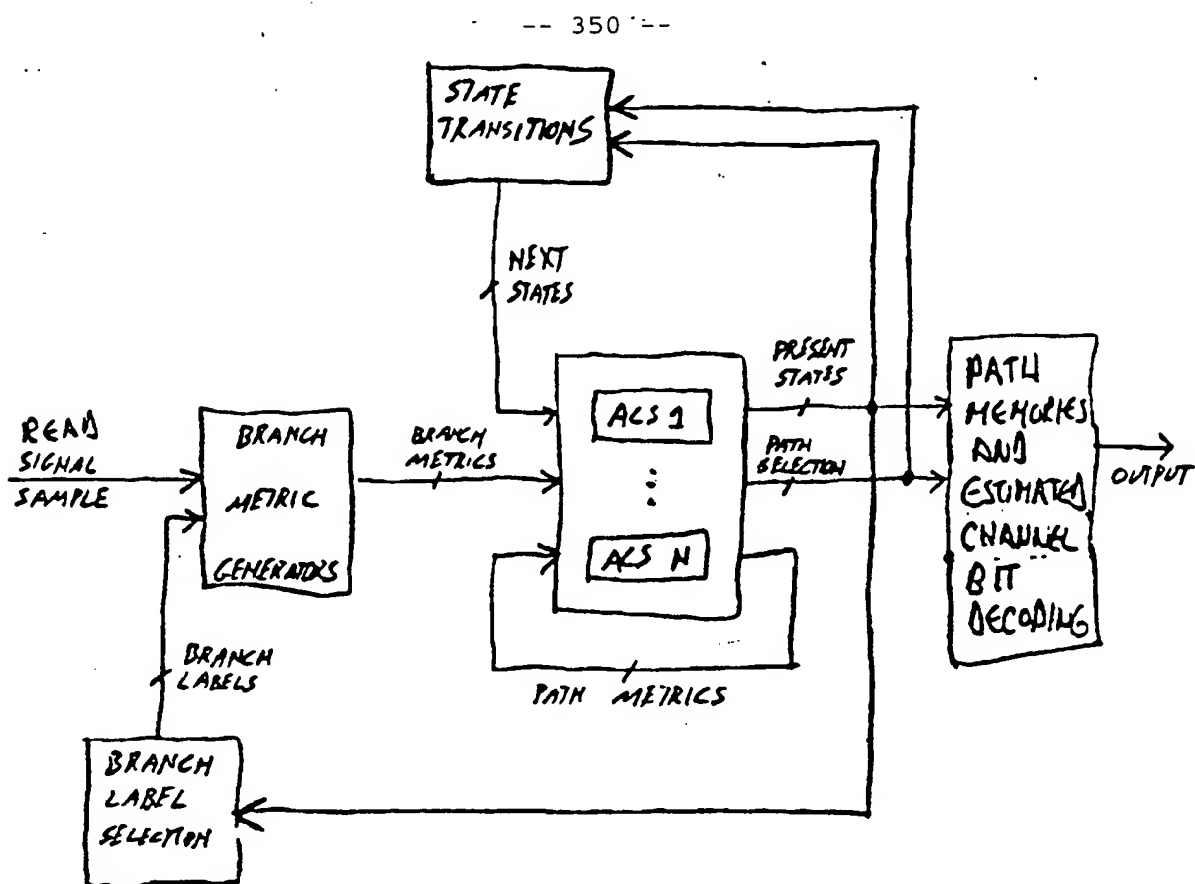 -- 350 --
STATE
TRANSITIONS
NEXT
STATES
PRESENT
STATES
PATH
SELECTION
READ
SIGNAL
SAMPLE
BRANCH
METRIC
GENERATORS
BRANCH
METRICS
ACS 1
ACS N
PATH
MEMORIES
AND
ESTIMATED
CHANNEL
BIT
DECODING
OUTPUT
BRANCH
LABELS
PATH METRICS
BRANCH
LABEL
SELECTION